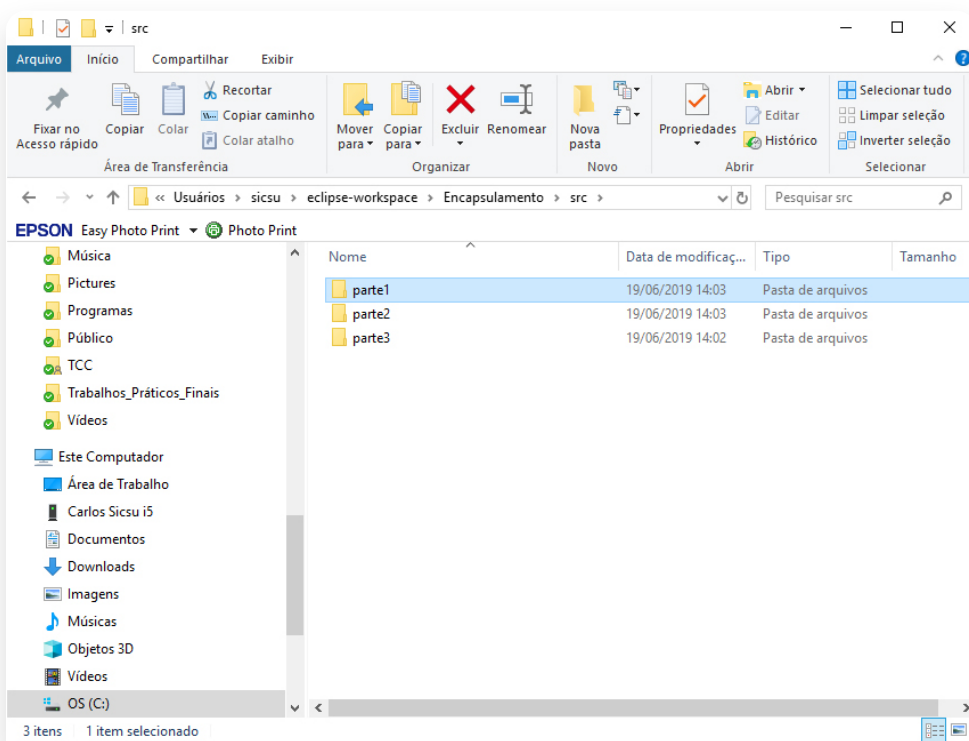 src
Arquivo Início Compartilhar Exibir
Fixar no Acesso rápido
Copiar
Colar
Recortar
Copiar caminho
Colar atalho
Área de Transferência
Mover para
Copiar para
Excluir
Renomear
Organizar
Nova pasta
Novo
Propriedades
Abrir
Editar
Histórico
Abrir
Selecionar tudo
Limpar seleção
Inverter seleção
Selecionar
« Usuários > sicsu > eclipse-workspace > Encapsulamento > src >
Pesquisar src
EPSON Easy Photo Print Photo Print
Música
Pictures
Programas
Público
TCC
Trabalhos_Práticos_Finais
Vídeos
Este Computador
Área de Trabalho
Carlos Sicsu i5
Documentos
Downloads
Imagens
Músicas
Objetos 3D
Vídeos
OS (C:)
Nome Data de modificaç... Tipo Tamanho
parte1 19/06/2019 14:03 Pasta de arquivos
parte2 19/06/2019 14:03 Pasta de arquivos
parte3 19/06/2019 14:02 Pasta de arquivos
3 itens 1 item selecionado